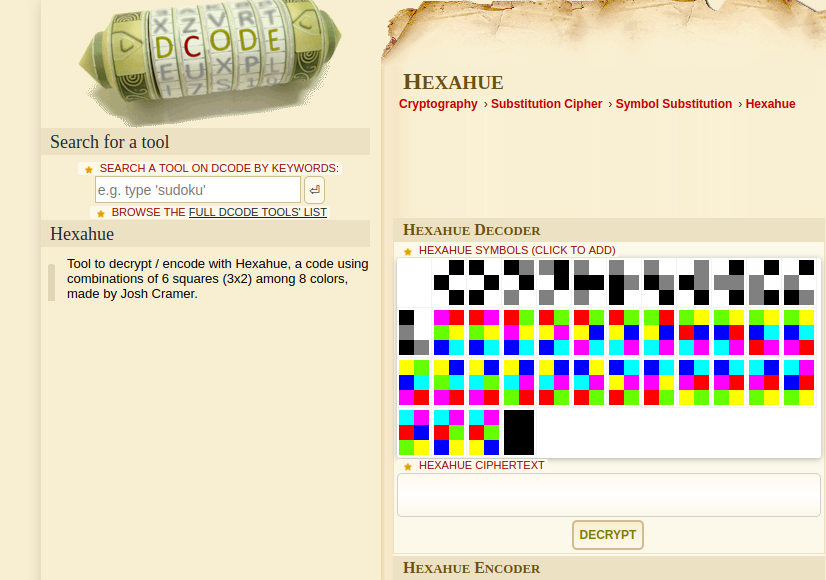 X Z V R T
D C O D E
E U X P L
HEXAHUE
Cryptography › Substitution Cipher › Symbol Substitution › Hexahue
Search for a tool
SEARCH A TOOL ON DCODE BY KEYWORDS:
e.g. type 'sudoku'
BROWSE THE FULL DCODE TOOLS' LIST
Hexahue
Tool to decrypt / encode with Hexahue, a code using
combinations of 6 squares (3x2) among 8 colors,
made by Josh Cramer.
HEXAHUE DECODER
HEXAHUE SYMBOLS (CLICK TO ADD)
HEXAHUE CIPHERTEXT
DECRYPT
HEXAHUE ENCODER